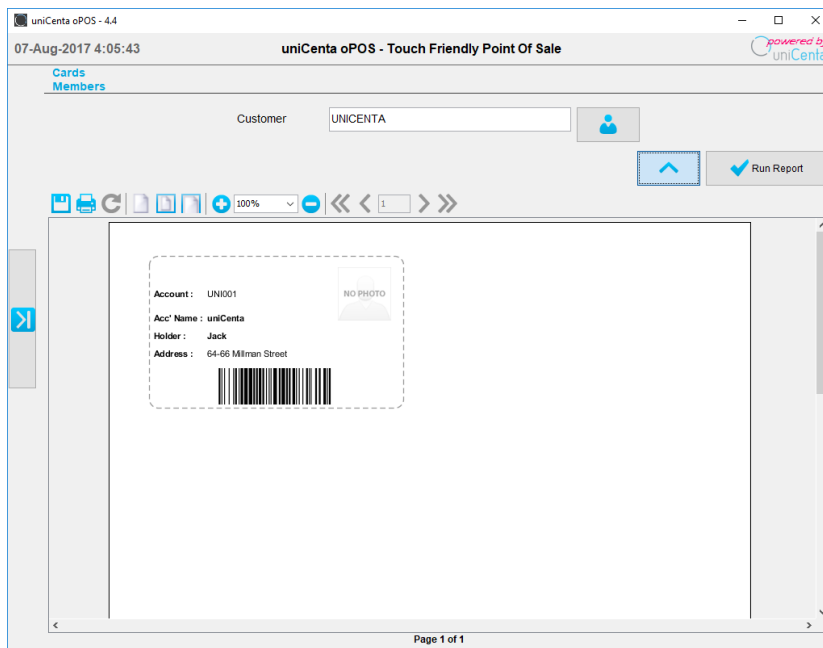 uniCenta oPOS - 4.4
07-Aug-2017 4:05:43
uniCenta oPOS - Touch Friendly Point Of Sale
powered by
uniCenta
Cards
Members
Customer
UNICENTA
Run Report
100%
1
NO PHOTO
Account : UNI001
Acc' Name : uniCenta
Holder : Jack
Address : 64-66 Millman Street
Page 1 of 1